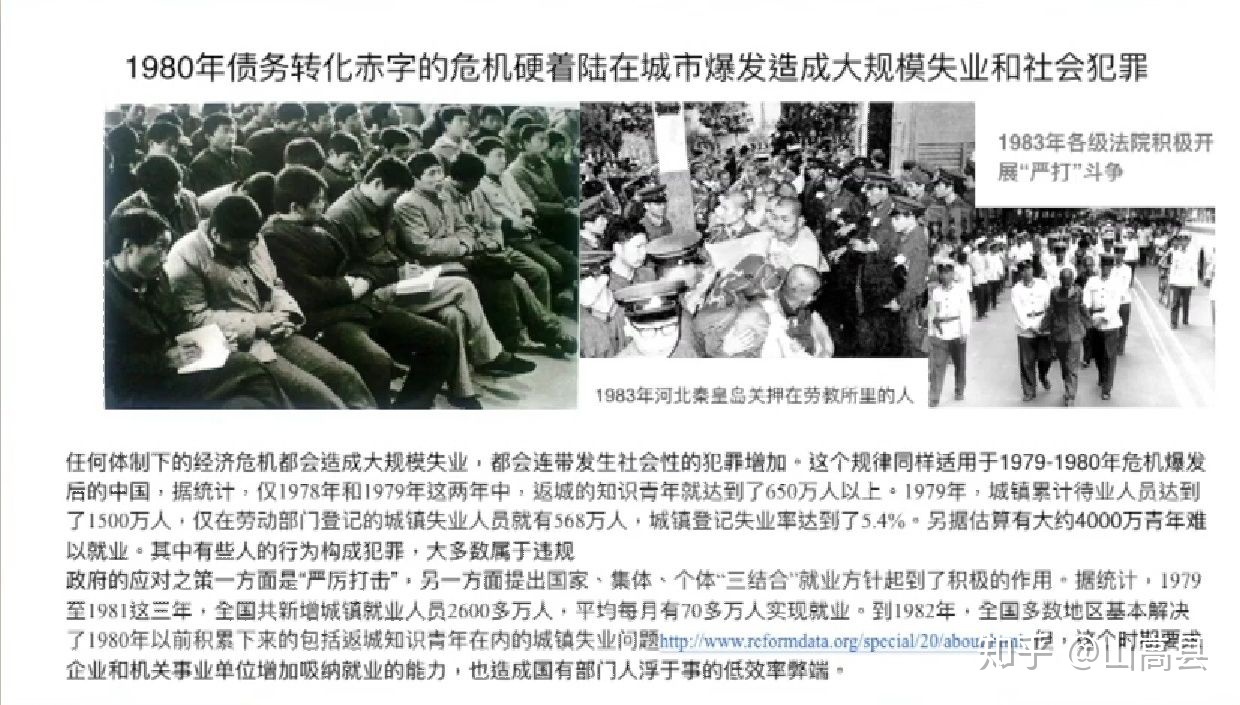 1980年债务转化赤字的危机硬着陆在城市爆发造成大规模失业和社会犯罪
1983年各级法院积极开
展“严打”斗争
1983年河北秦皇岛关押在劳教所里的人
任何体制下的经济危机都会造成大规模失业，都会连带发生社会性的犯罪增加。这个规律同样适用于1979-1980年危机爆发
后的中国，据统计，仅1978年和1979年这两年中，返城的知识青年就达到了650万人以上。1979年，城镇累计待业人员达到
了1500万人，仅在劳动部门登记的城镇失业人员就有568万人，城镇登记失业率达到了5.4%。另据估算有大约4000万青年难
以就业。其中有些人的行为构成犯罪，大多数属于违规
政府的应对之策一方面是“严厉打击”，另一方面提出国家、集体、个体“三结合”就业方针起到了积极的作用。据统计，1979
至1981这三年，全国共新增城镇就业人员2600多万人，平均每月有70多万人实现就业。到1982年，全国多数地区基本解决
了1980年以前积累下来的包括返城知识青年在内的城镇失业问题http://www.reformdata.org/special/20/about.html 但，这个时期要求
企业和机关事业单位增加吸纳就业的能力，也造成国有部门人浮于事的低效率弊端。
知乎 @山高县